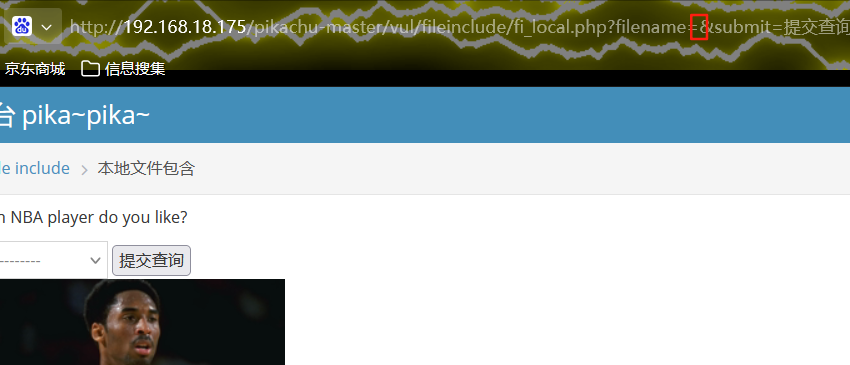 http://192.168.18.175/pikachu-master/vul/fileinclude/fi_local.php?filename=&submit=提交查询
京东商城 信息搜集
台 pika~pika~
le include > 本地文件包含
n NBA player do you like?
-------- 提交查询